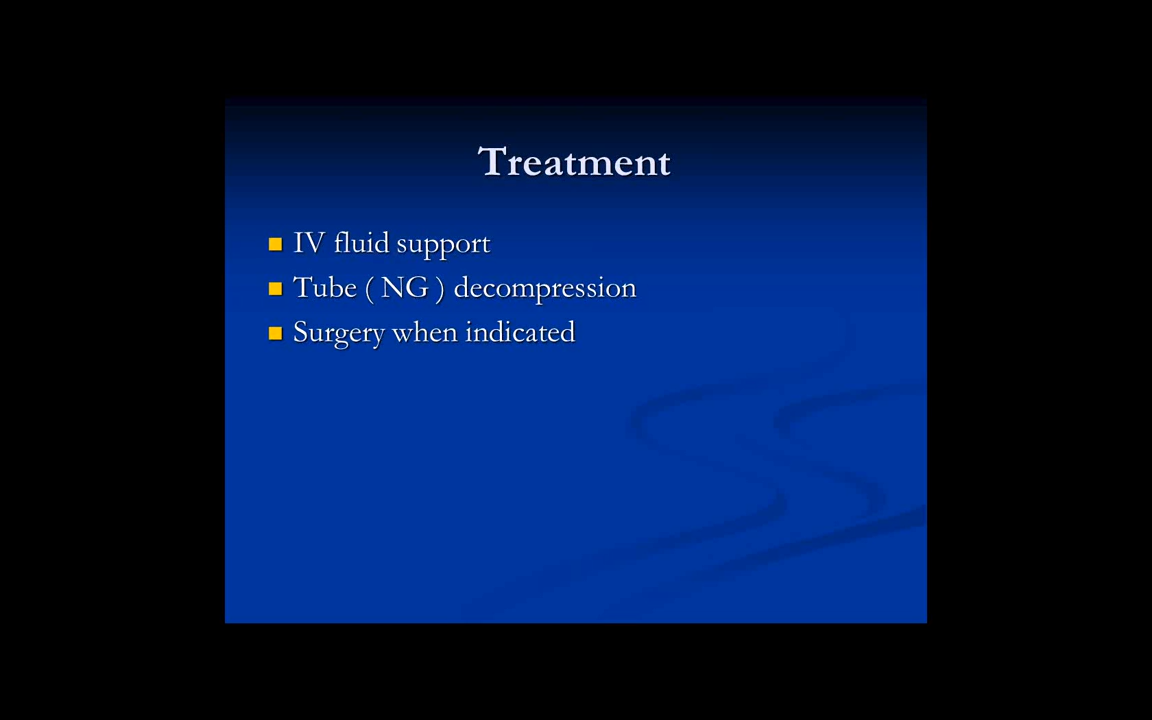 Treatment
IV fluid support
Tube ( NG ) decompression
Surgery when indicated